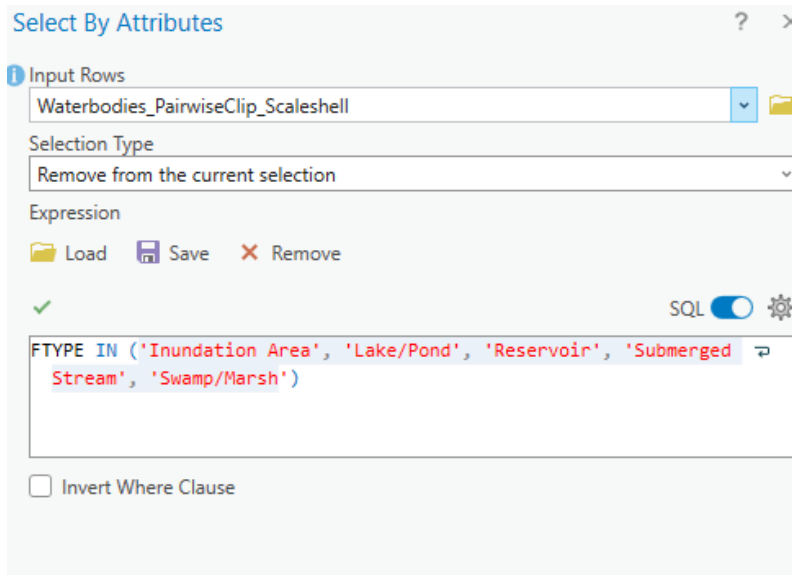 Select By Attributes ?
Input Rows
Waterbodies_PairwiseClip_Scaleshell
Selection Type
Remove from the current selection
Expression
Load Save Remove
SQL
FTYPE IN ('Inundation Area', 'Lake/Pond', 'Reservoir', 'Submerged
Stream', 'Swamp/Marsh')
Invert Where Clause